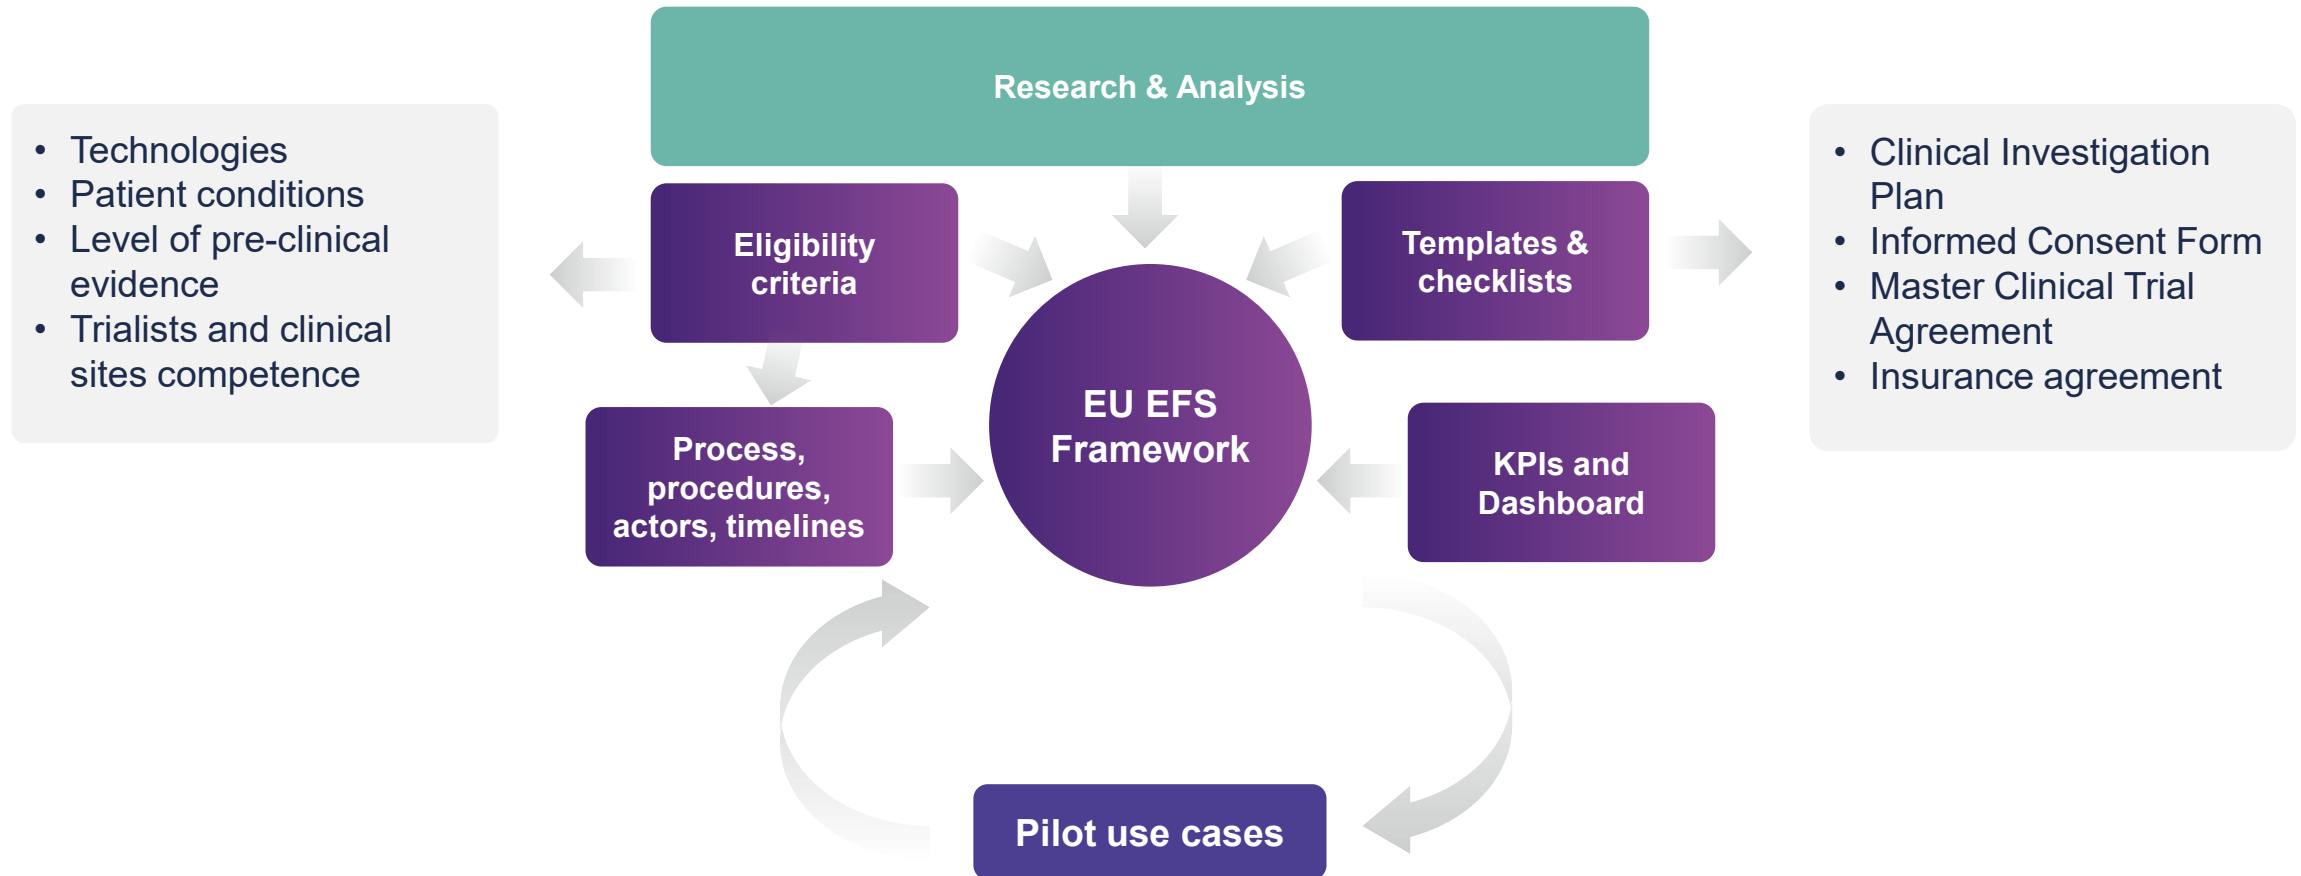 Research & Analysis
• Technologies
• Patient conditions
• Level of pre-clinical
evidence
• Trialists and clinical
sites competence
Eligibility
criteria
Templates &
checklists
• Clinical Investigation
Plan
• Informed Consent Form
• Master Clinical Trial
Agreement
• Insurance agreement
EU EFS
Framework
Process,
procedures,
actors, timelines
KPIs and
Dashboard
Pilot use cases